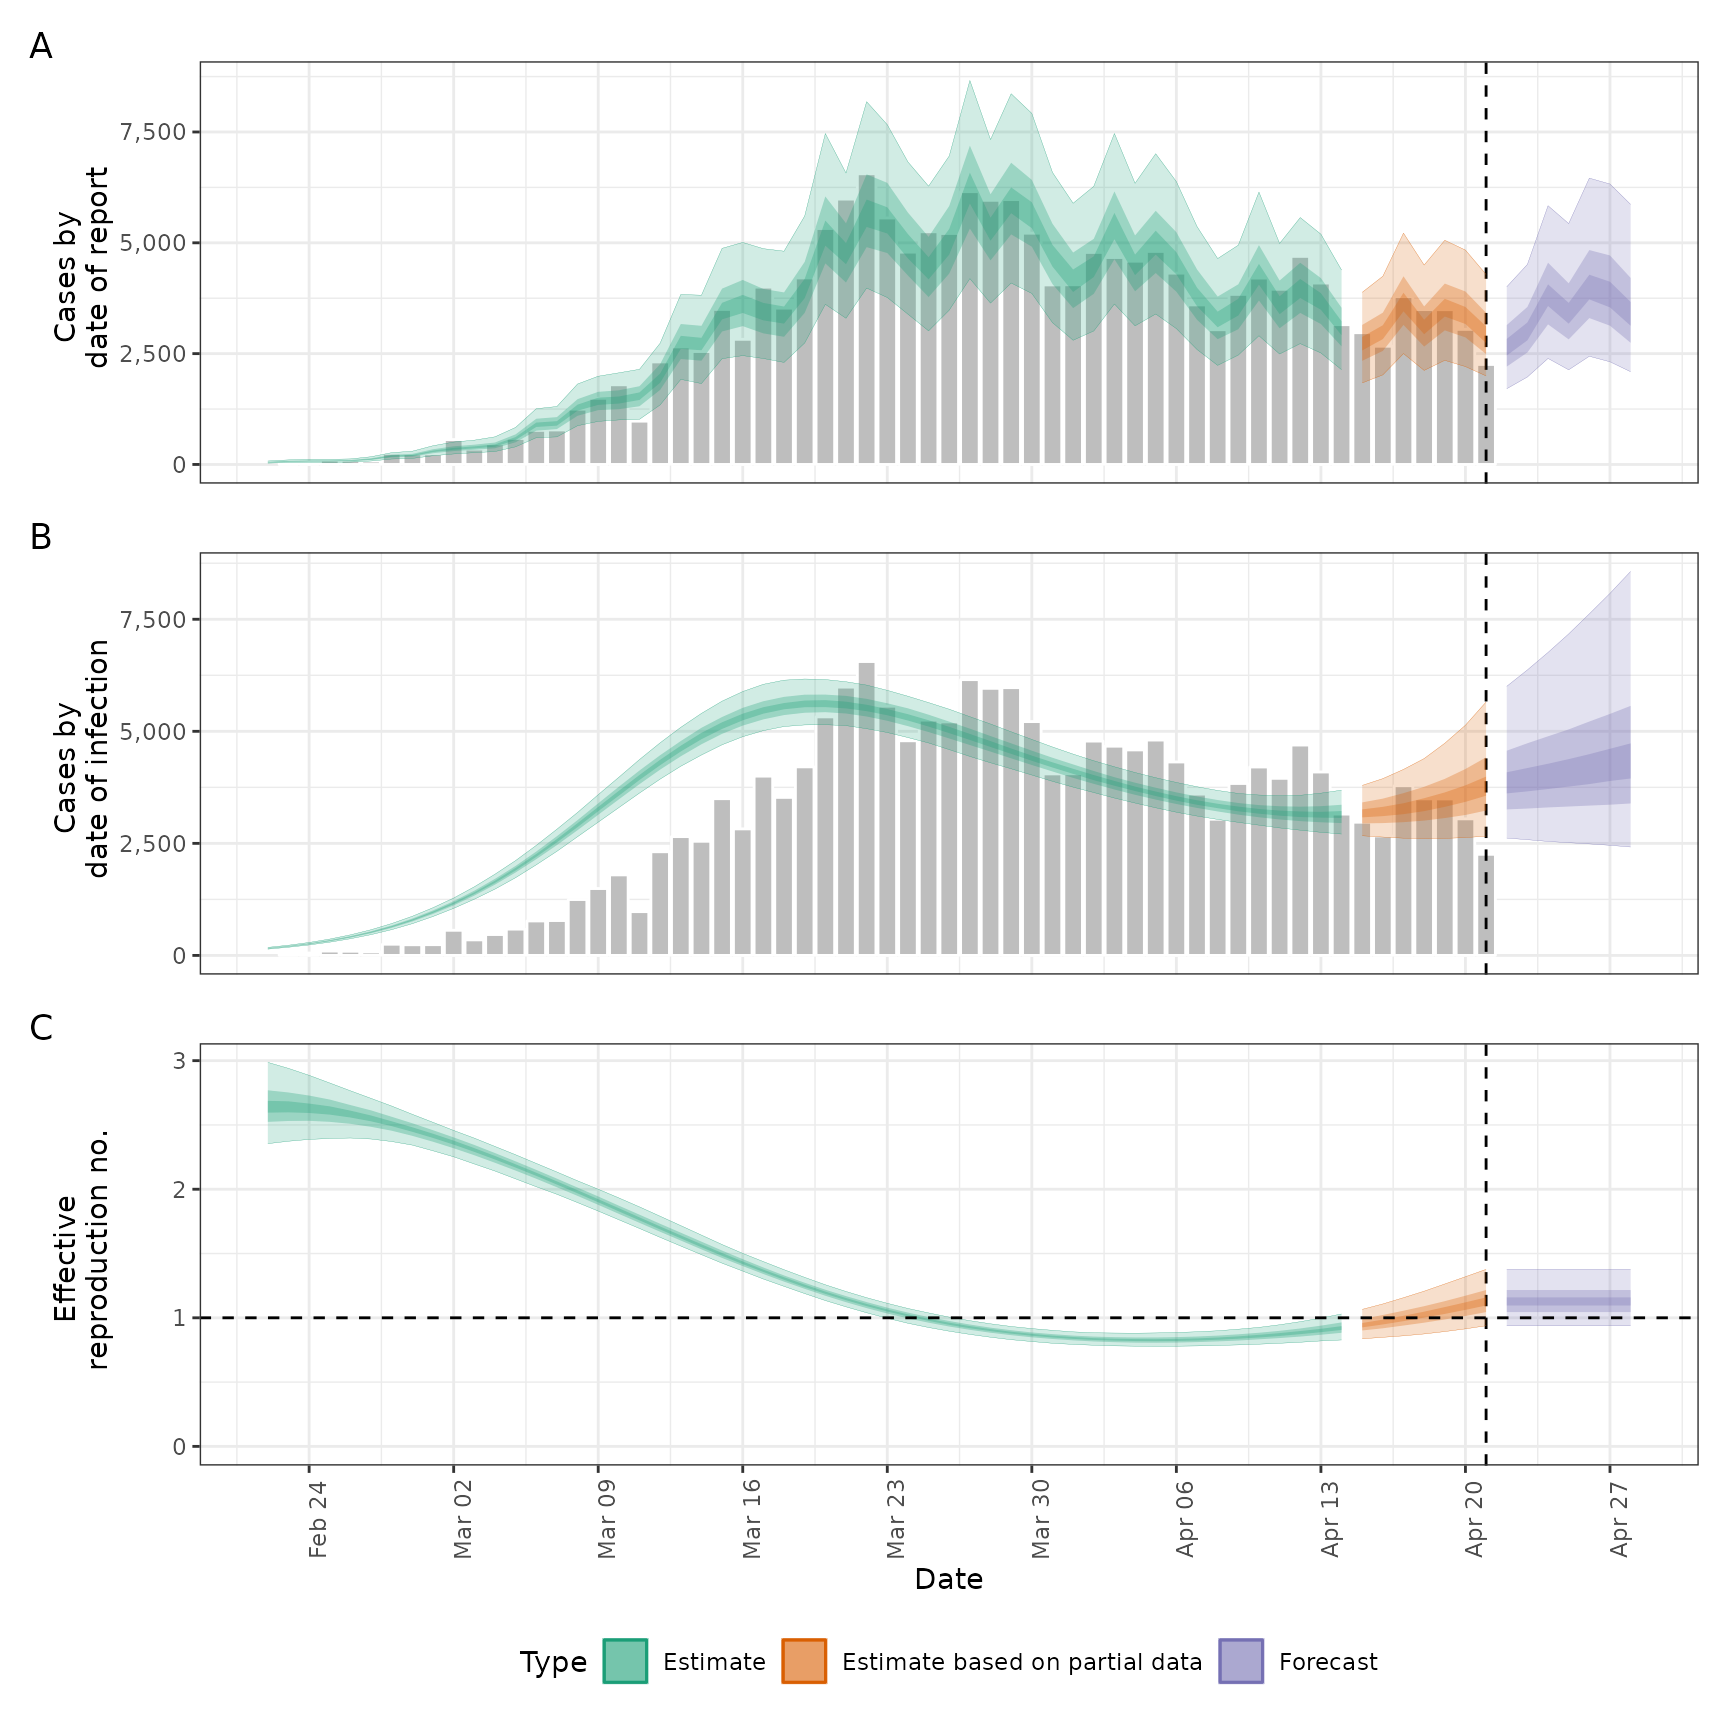 A
Cases by
date of report
7,500
5,000
2,500
0
B
Cases by
date of infection
7,500
5,000
2,500
0
C
Effective
reproduction no.
3
2
1
0
Feb 24
Mar 02
Mar 09
Mar 16
Mar 23
Mar 30
Apr 06
Apr 13
Apr 20
Apr 27
Date
Type Estimate Estimate based on partial data Forecast